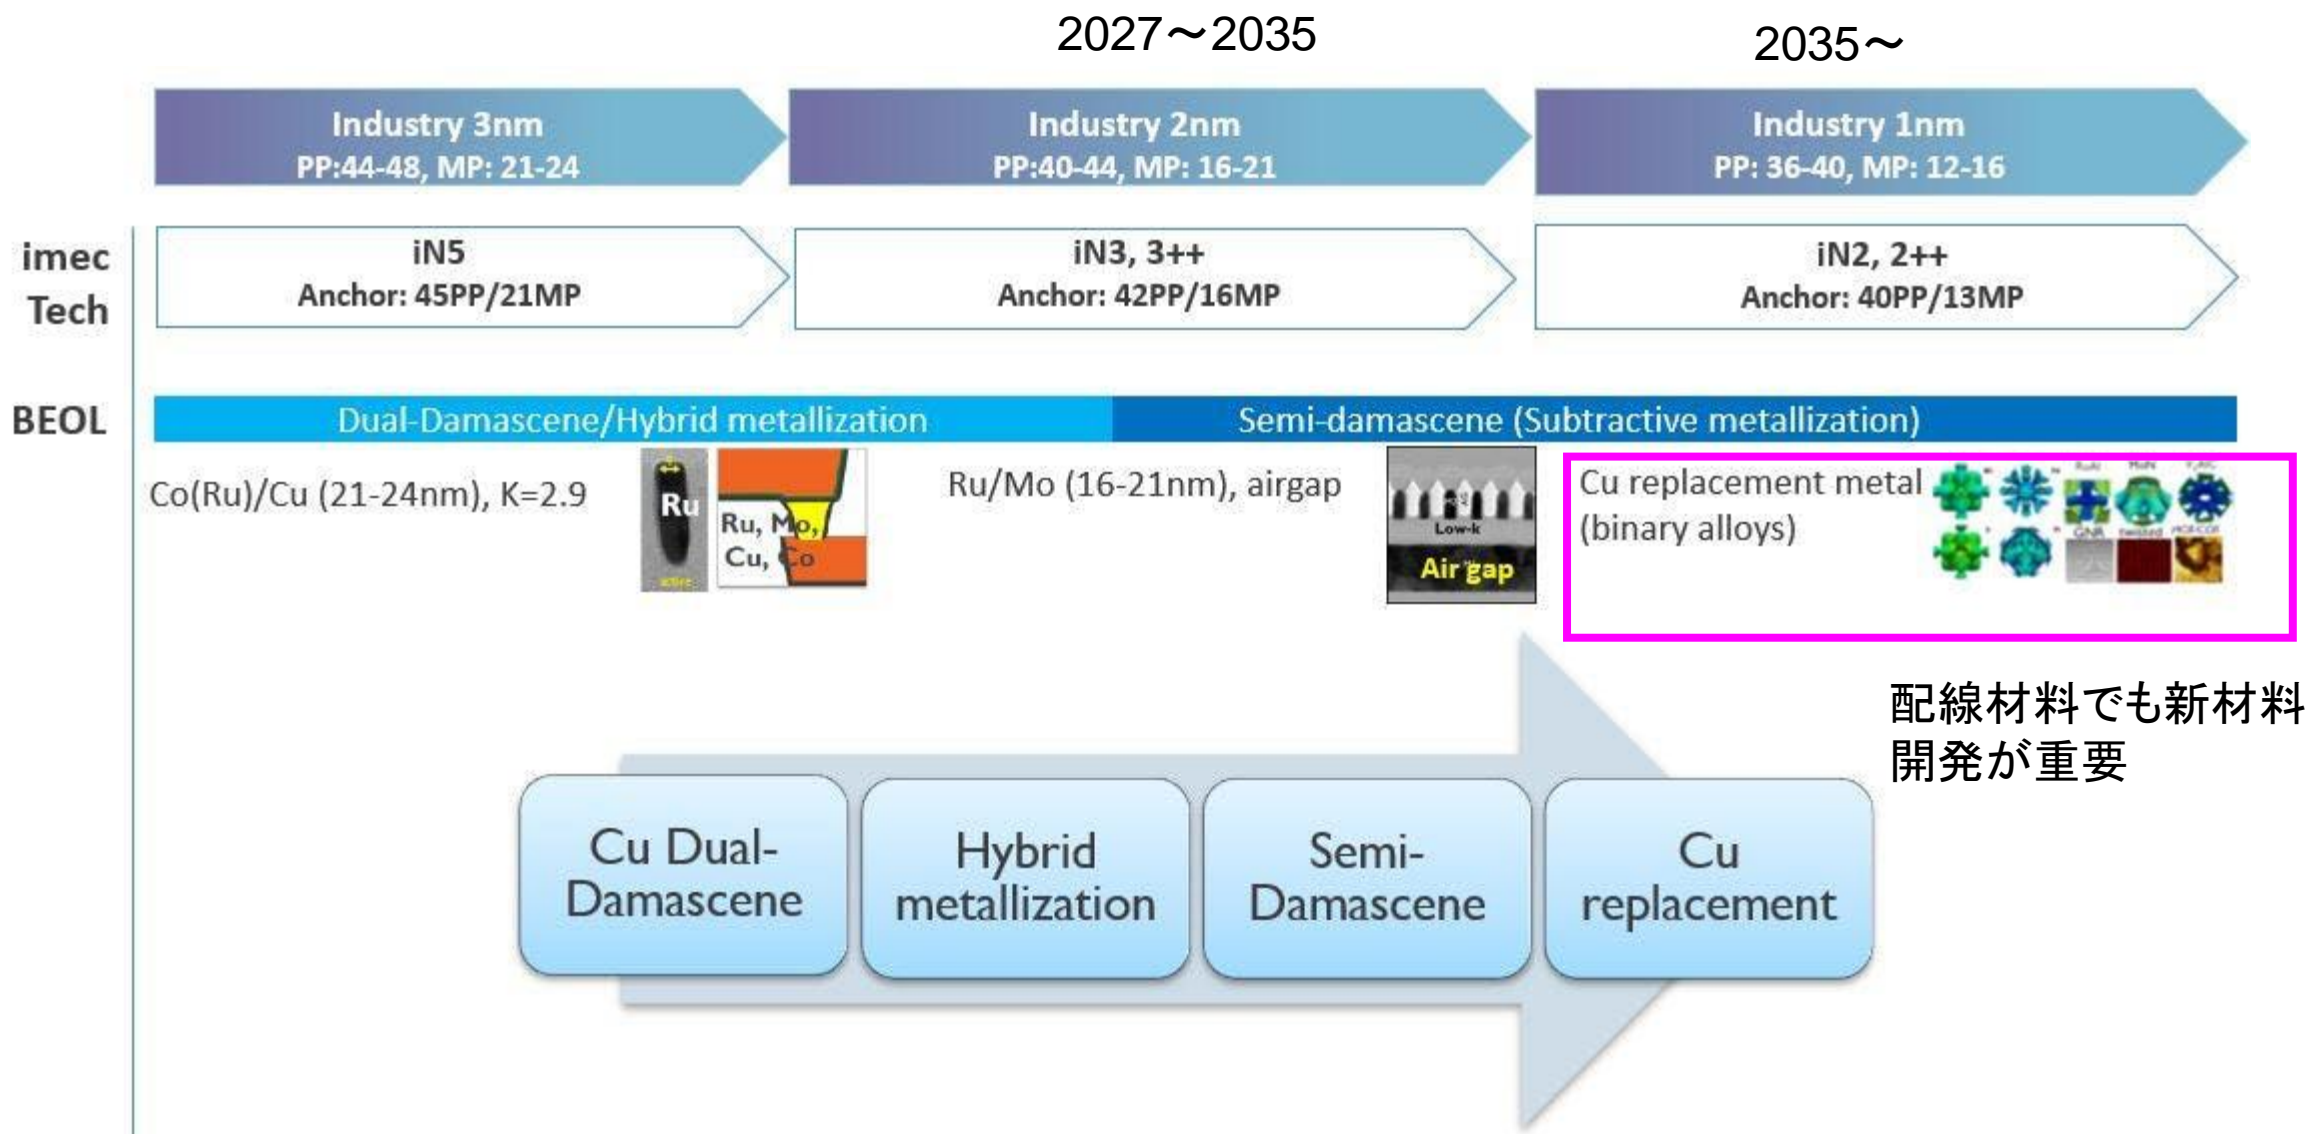 2027～2035
2035～
Industry 3nm
PP:44-48, MP: 21-24
Industry 2nm
PP:40-44, MP: 16-21
Industry 1nm
PP: 36-40, MP: 12-16
imec
Tech
iN5
Anchor: 45PP/21MP
iN3, 3++
Anchor: 42PP/16MP
iN2, 2++
Anchor: 40PP/13MP
BEOL
Dual-Damascene/Hybrid metallization
Semi-damascene (Subtractive metallization)
Co(Ru)/Cu (21-24nm), K=2.9
Ru
Ru, Mo,
Cu, Co
Ru/Mo (16-21nm), airgap
Low-k
Air gap
Cu replacement metal
(binary alloys)
GNR
配線材料でも新材料
開発が重要
Cu Dual-
Damascene
Hybrid
metallization
Semi-
Damascene
Cu
replacement